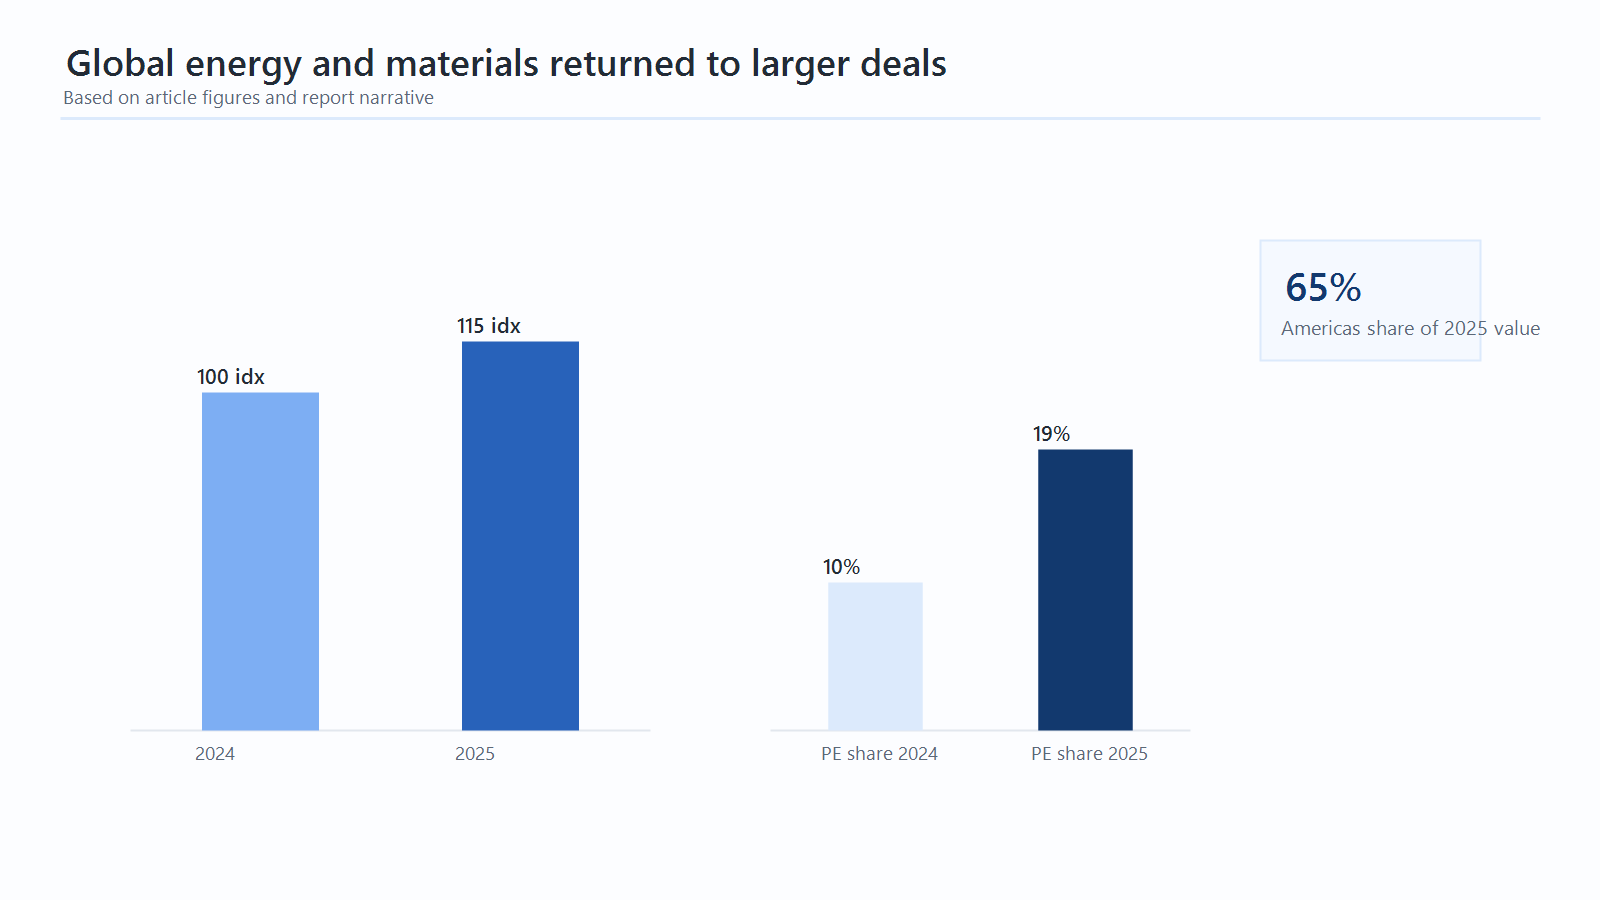 Global energy and materials returned to larger deals
Based on article figures and report narrative
100 idx
115 idx
2024
2025
10%
19%
PE share 2024
PE share 2025
65%
Americas share of 2025 value